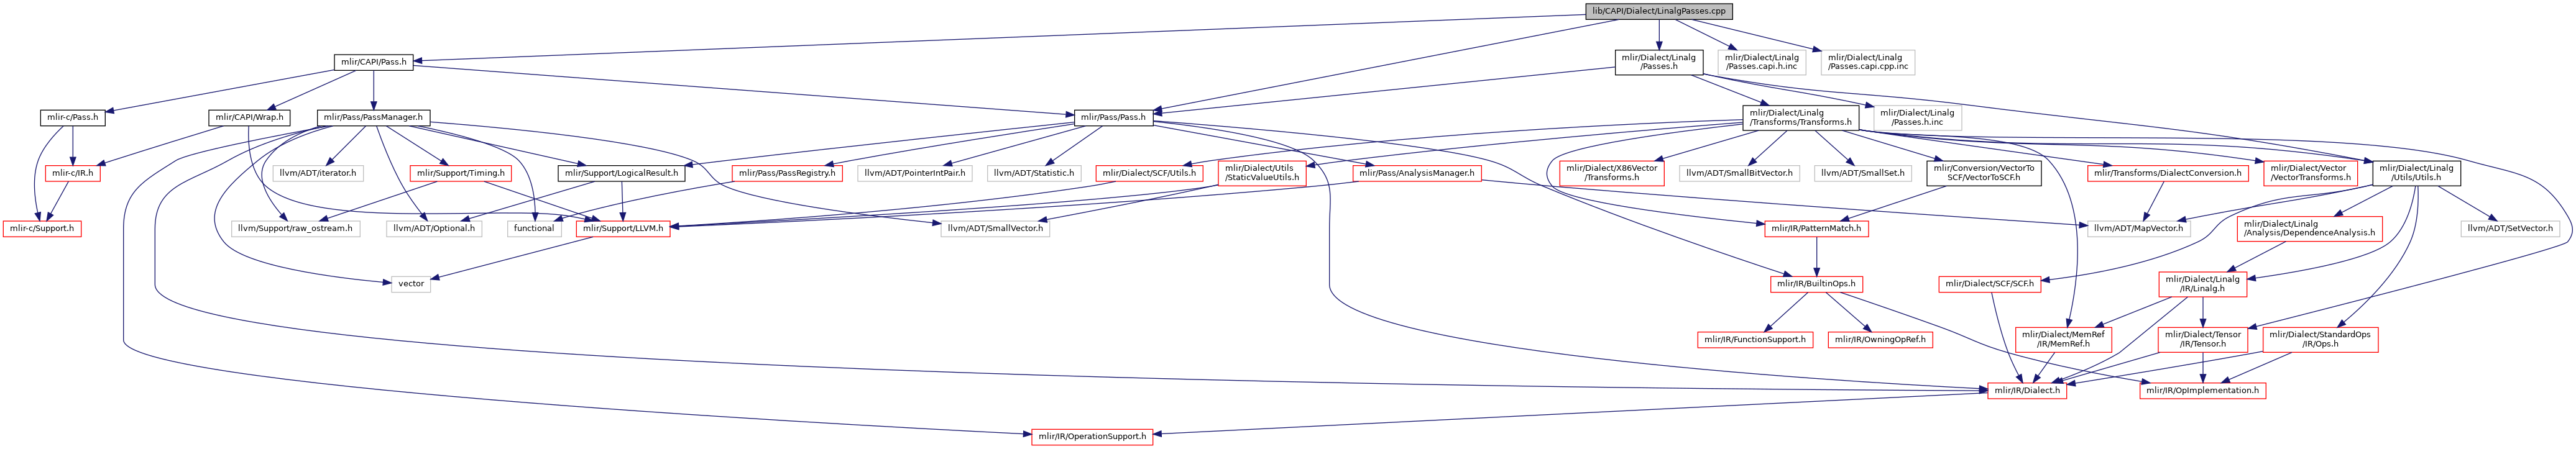 lib/CAPI/Dialect/LinalgPasses.cpp
mlir/CAPI/Pass.h
mlir/Dialect/Linalg
/Passes.h
mlir/Dialect/Linalg
/Passes.capi.h.inc
mlir/Dialect/Linalg
/Passes.capi.cpp.inc
mlir-c/Pass.h
mlir/CAPI/Wrap.h
mlir/Pass/PassManager.h
mlir/Pass/Pass.h
mlir/Dialect/Linalg
/Transforms/Transforms.h
mlir/Dialect/Linalg
/Passes.h.inc
mlir-c/IR.h
llvm/ADT/iterator.h
mlir/Support/Timing.h
mlir/Support/LogicalResult.h
mlir/Pass/PassRegistry.h
llvm/ADT/PointerIntPair.h
llvm/ADT/Statistic.h
mlir/Dialect/SCF/Utils.h
mlir/Dialect/Utils
/StaticValueUtils.h
mlir/Pass/AnalysisManager.h
mlir/Dialect/X86Vector
/Transforms.h
llvm/ADT/SmallBitVector.h
llvm/ADT/SmallSet.h
mlir/Conversion/VectorTo
SCF/VectorToSCF.h
mlir/Transforms/DialectConversion.h
mlir/Dialect/Vector
/VectorTransforms.h
mlir/Dialect/Linalg
/Utils/Utils.h
mlir-c/Support.h
llvm/Support/raw_ostream.h
llvm/ADT/Optional.h
functional
mlir/Support/LLVM.h
llvm/ADT/SmallVector.h
mlir/IR/PatternMatch.h
llvm/ADT/MapVector.h
mlir/Dialect/Linalg
/Analysis/DependenceAnalysis.h
llvm/ADT/SetVector.h
vector
mlir/IR/BuiltinOps.h
mlir/Dialect/SCF/SCF.h
mlir/Dialect/Linalg
/IR/Linalg.h
mlir/IR/FunctionSupport.h
mlir/IR/OwningOpRef.h
mlir/Dialect/MemRef
/IR/MemRef.h
mlir/Dialect/Tensor
/IR/Tensor.h
mlir/Dialect/StandardOps
/IR/Ops.h
mlir/IR/Dialect.h
mlir/IR/OpImplementation.h
mlir/IR/OperationSupport.h